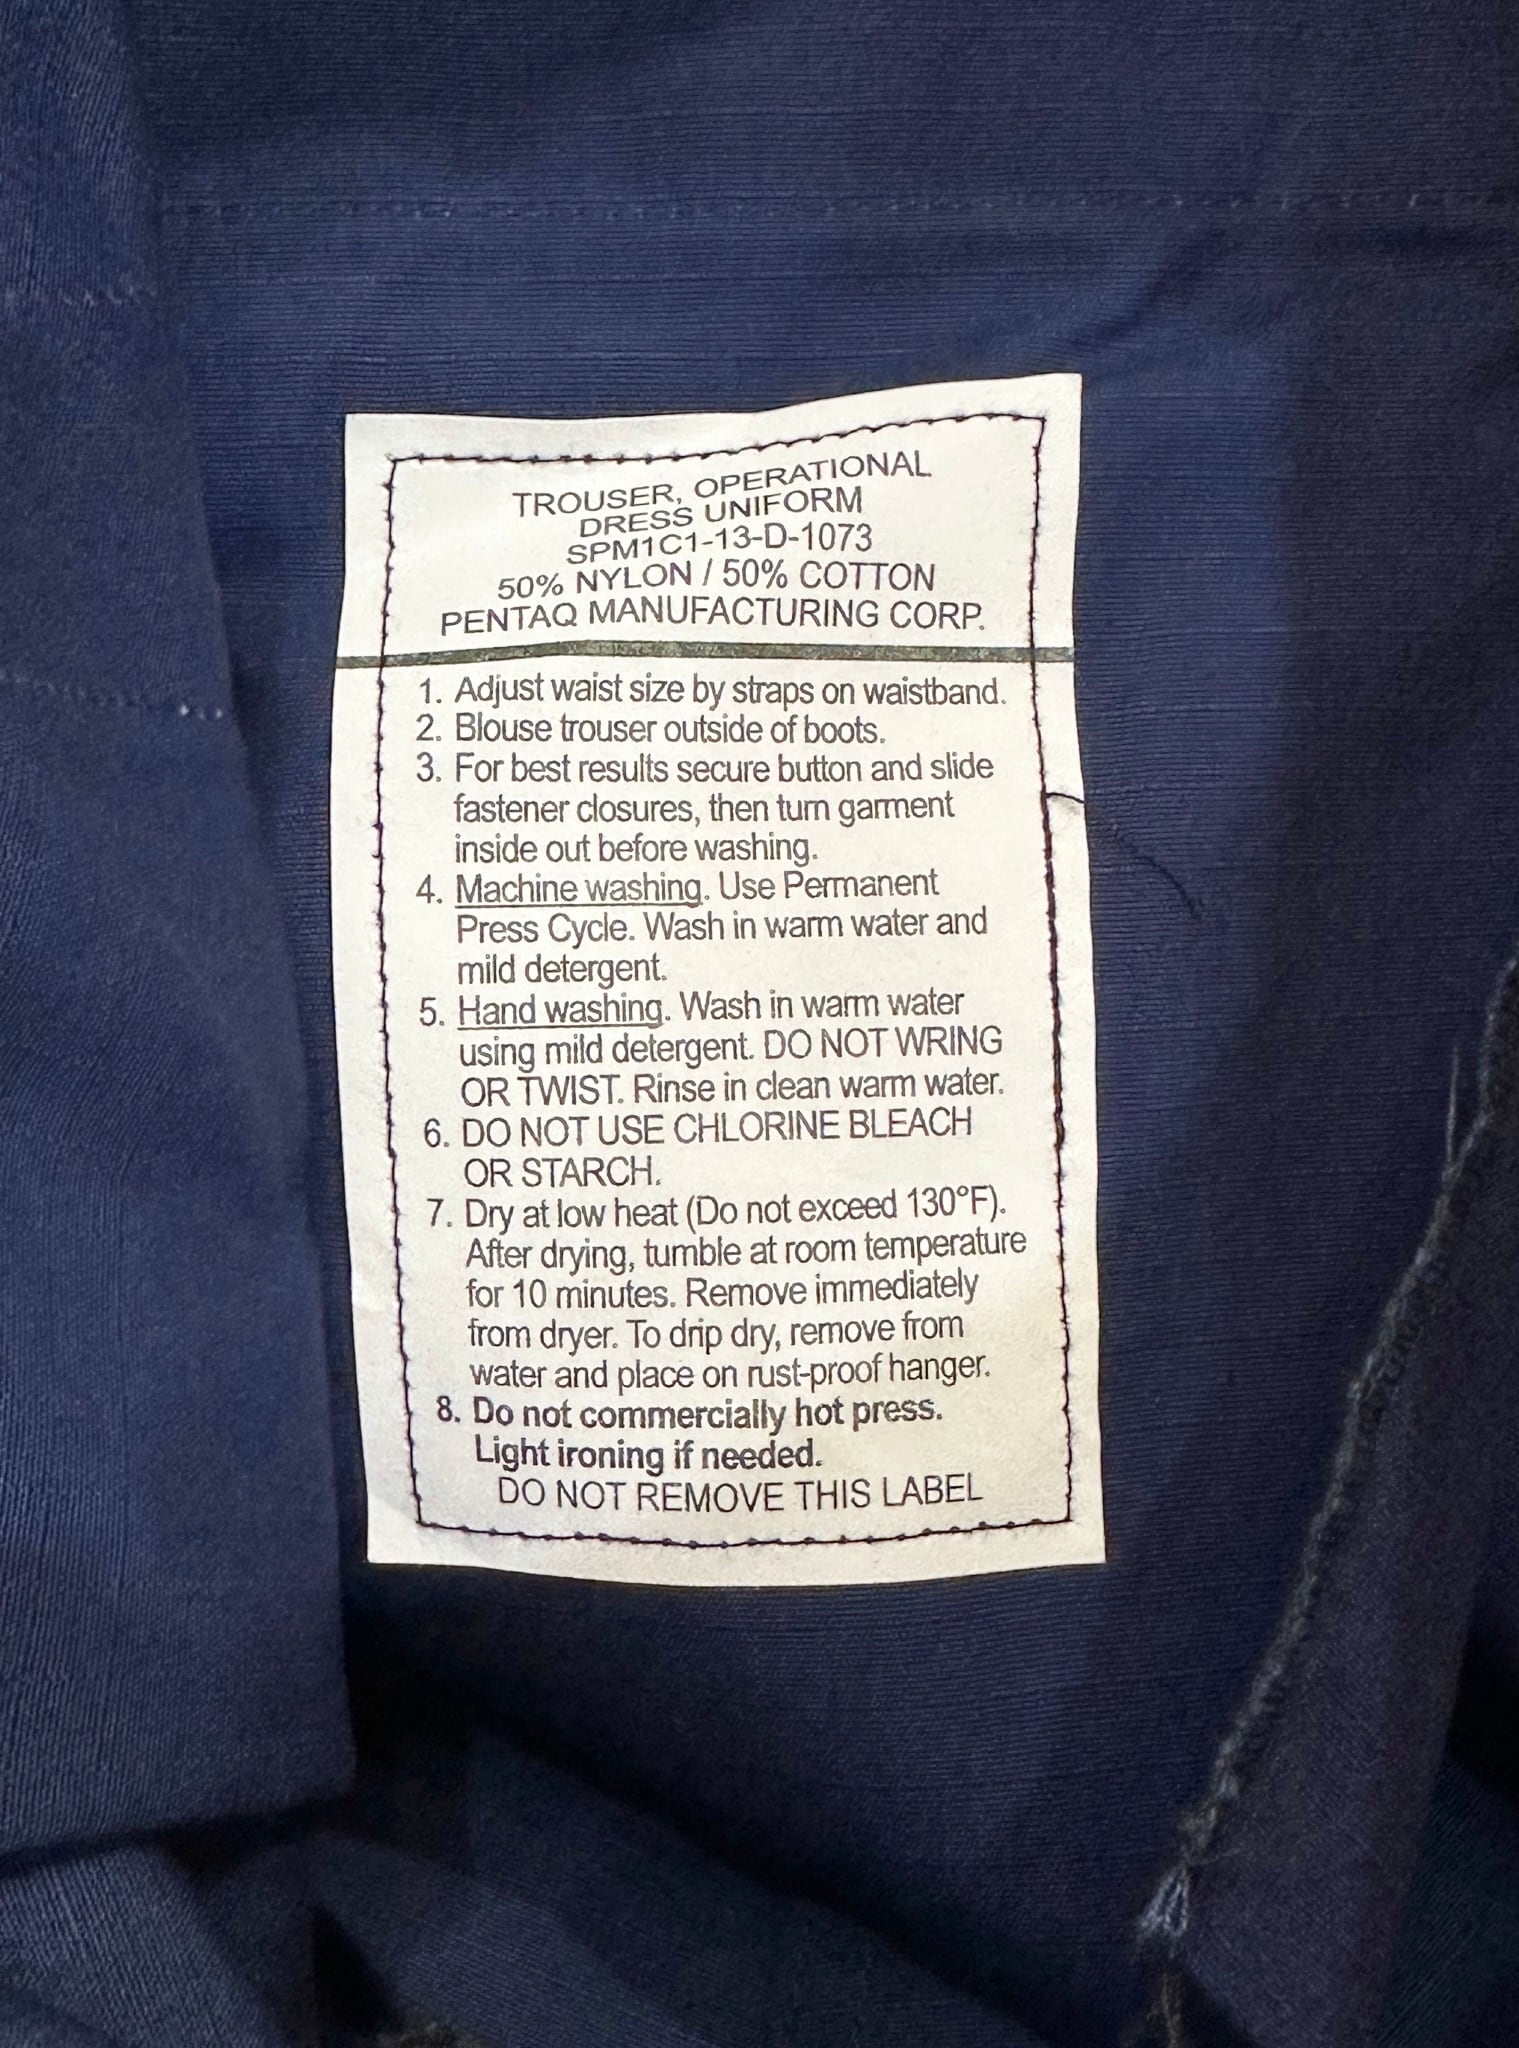 TROUSER, OPERATIONAL
DRESS UNIFORM
SPM1C1-13-D-1073
50% NYLON / 50% COTTON
PENTAQ MANUFACTURING CORP.
1. Adjust waist size by straps on waistband.
2. Blouse trouser outside of boots.
3. For best results secure button and slide
fastener closures, then turn garment
inside out before washing.
4. Machine washing. Use Permanent
Press Cycle. Wash in warm water and
mild detergent.
5. Hand washing. Wash in warm water
using mild detergent. DO NOT WRING
OR TWIST. Rinse in clean warm water.
6. DO NOT USE CHLORINE BLEACH
OR STARCH.
7. Dry at low heat (Do not exceed 130°F).
After drying, tumble at room temperature
for 10 minutes. Remove immediately
from dryer. To drip dry, remove from
water and place on rust-proof hanger.
8. Do not commercially hot press.
Light ironing if needed.
DO NOT REMOVE THIS LABEL